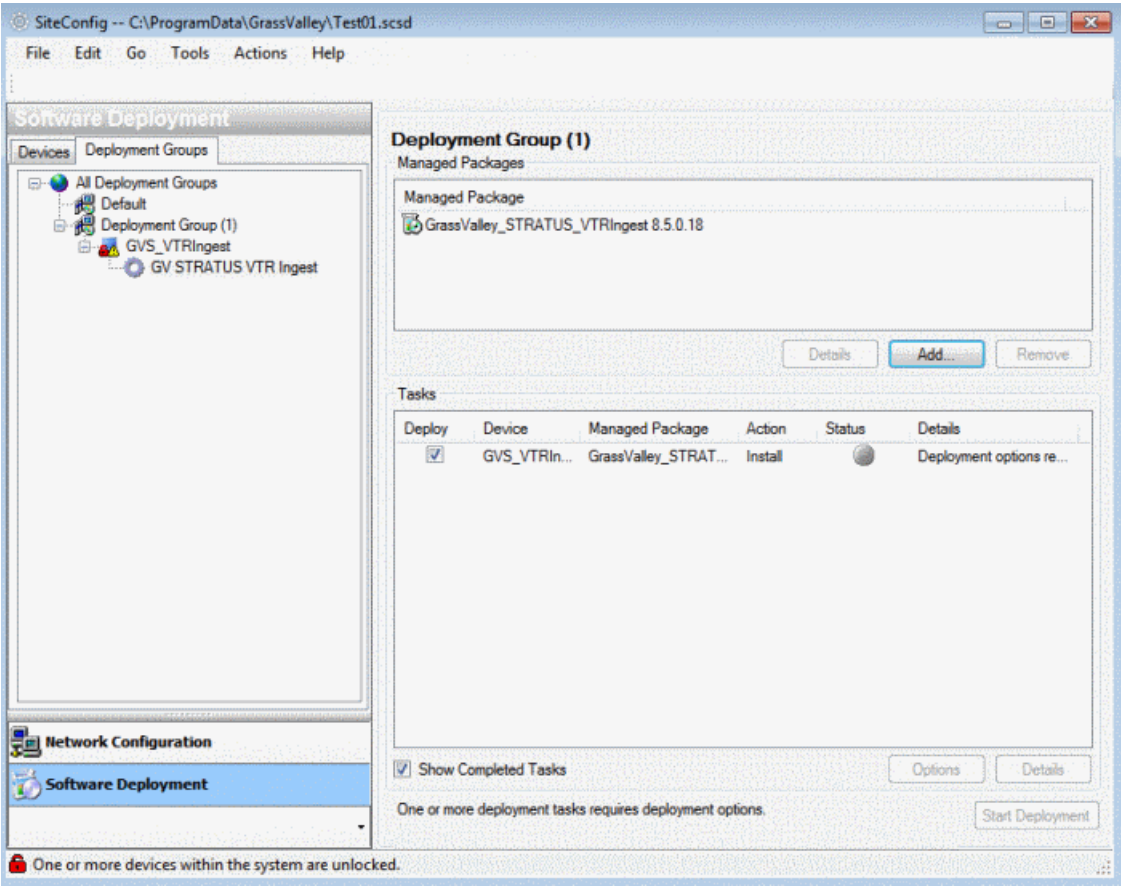 SiteConfig -- C:\ProgramData\GrassValley\Test01.scsd
File Edit Go Tools Actions Help
Software Deployment
Devices Deployment Groups
All Deployment Groups
Default
Deployment Group (1)
GVS_VTRIngest
GV STRATUS VTR Ingest
Network Configuration
Software Deployment
Deployment Group (1)
Managed Packages
Managed Package
GrassValley_STRATUS_VTRIngest 8.5.0.18
Details Add... Remove
Tasks
Deploy Device Managed Package Action Status Details
GVS_VTRIn... GrassValley_STRAT... Install Deployment options re...
Show Completed Tasks Options Details
One or more deployment tasks requires deployment options.
Start Deployment
One or more devices within the system are unlocked.